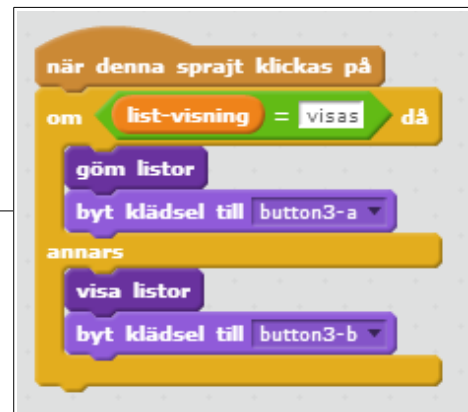 när denna sprajt klickas på
om list-visning = visas då
göm listor
byt klädsel till button3-a
annars
visa listor
byt klädsel till button3-b